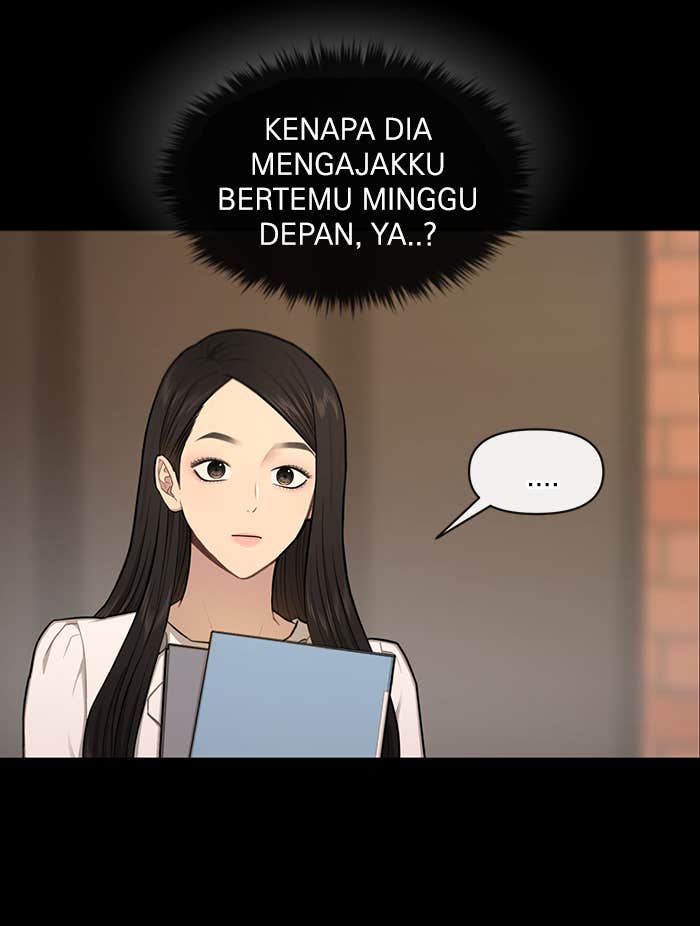 KENAPA DIA
MENGAJAKKU
BERTEMU MINGGU
DEPAN, YA..?
....